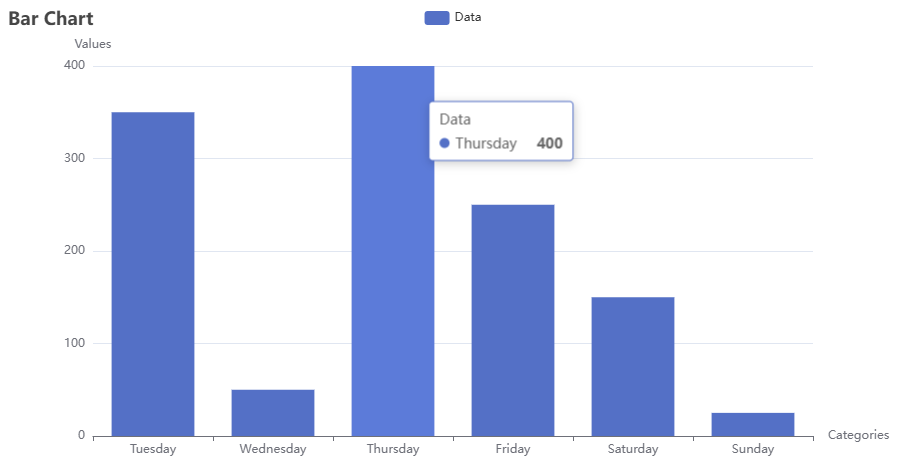 Bar Chart
Data
Values
400
300
200
100
0
Data
Thursday 400
Tuesday Wednesday Thursday Friday Saturday Sunday
Categories